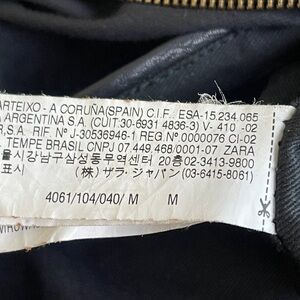 ARTEIXO - A CORUÑA(SPAIN) C.I.F. ESA-15 234 065
ARGENTINA S.A. (CUIT:30-6931 4836-3) V- 410 -02
S.A. RIF. Nº J-30536946-1 REG.Nº 0000076 CI-02
TEMPE BRASIL CNPJ 07.449.468/0001-07 ZARA
울시강남구삼성동무역센터 20층 02-3413-9800
표시 (株) ザラ・ジャパン (03-6415-8061)
4061/104/040/ M M